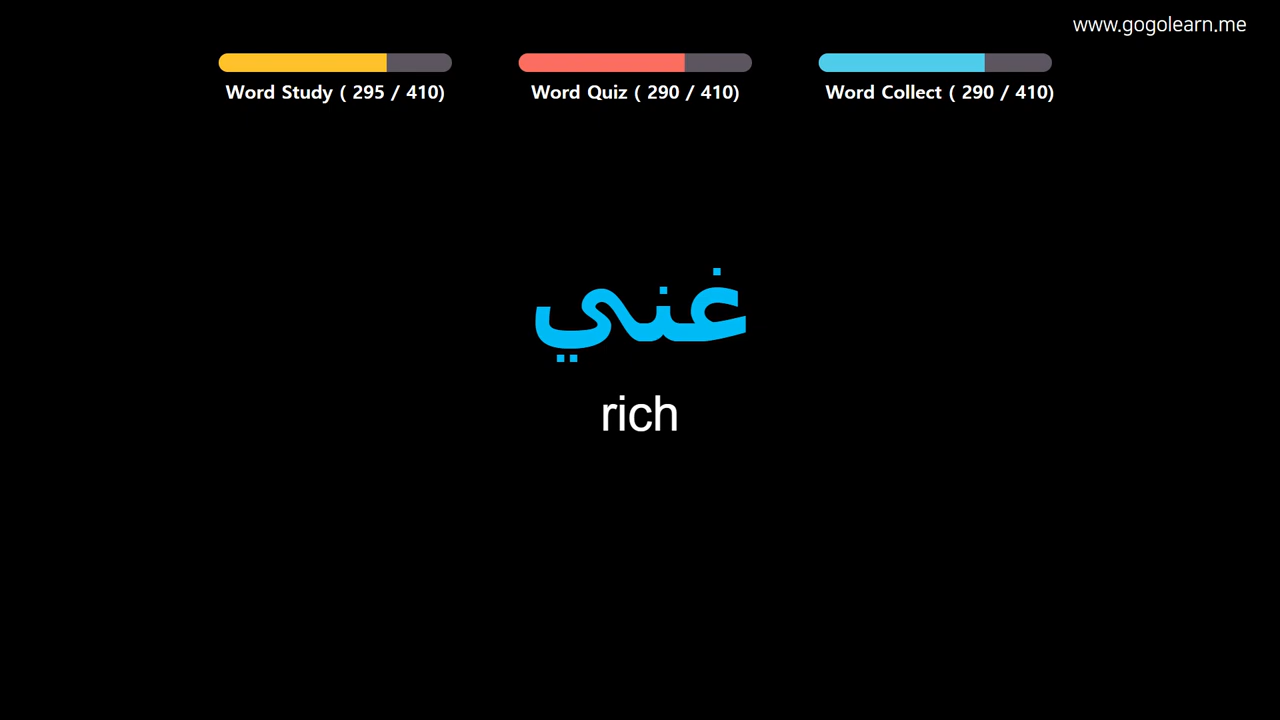 www.gogolearn.me
Word Study ( 295 / 410)
Word Quiz ( 290 / 410)
Word Collect ( 290 / 410)
غني
rich